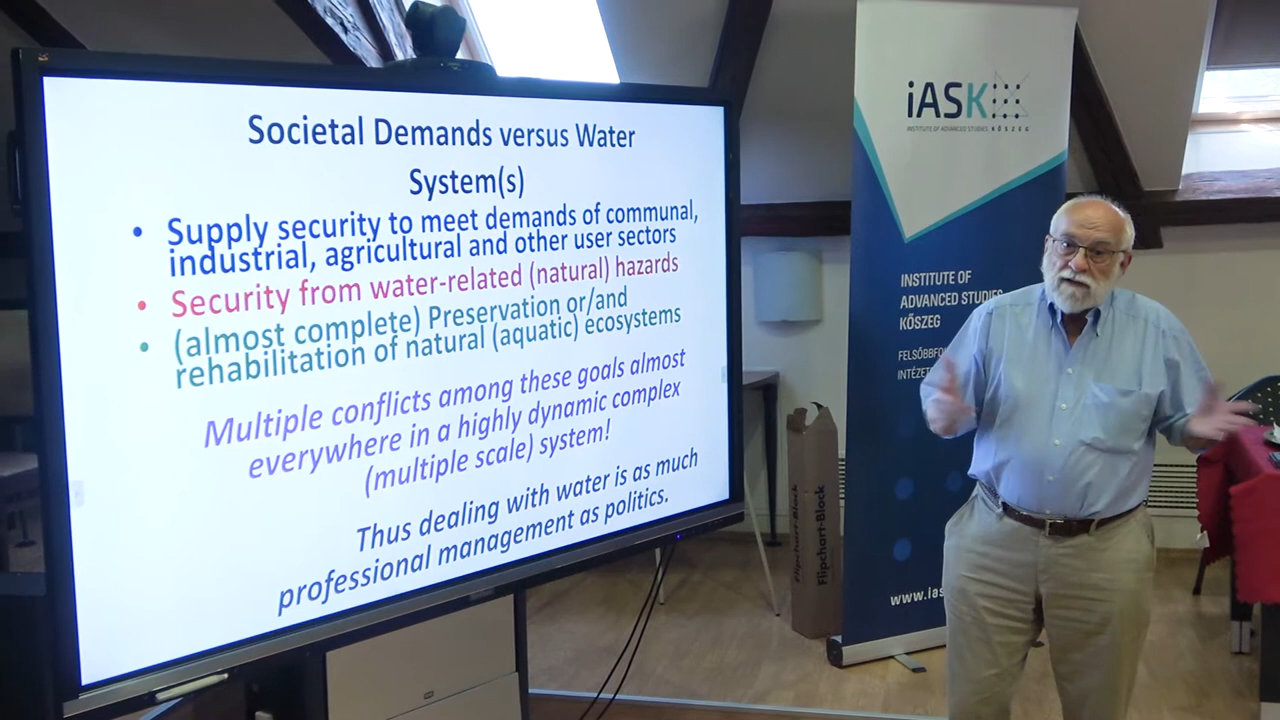 Societal Demands versus Water
System(s)
• Supply security to meet demands of communal,
industrial, agricultural and other user sectors
• Security from water-related (natural) hazards
• (almost complete) Preservation or/and
rehabilitation of natural (aquatic) ecosystems
Multiple conflicts among these goals almost
everywhere in a highly dynamic complex
(multiple scale) system!
Thus dealing with water is as much
professional management as politics.
iASK
INSTITUTE OF ADVANCED STUDIES KŐSZEG
INSTITUTE OF
ADVANCED STUDIES
KŐSZEG
www.ias
Flipchart-Block
Flipchart-Block